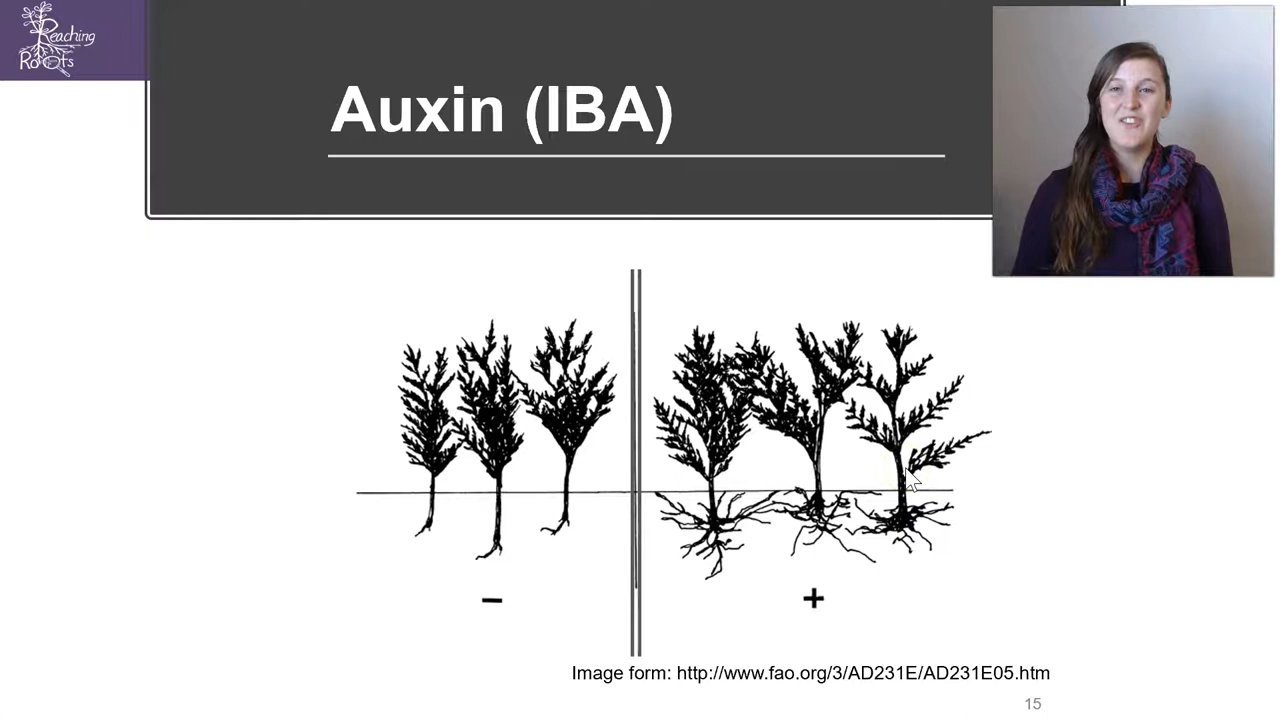 Reaching
Roots
Auxin (IBA)
–
+
Image form: http://www.fao.org/3/AD231E/AD231E05.htm
15